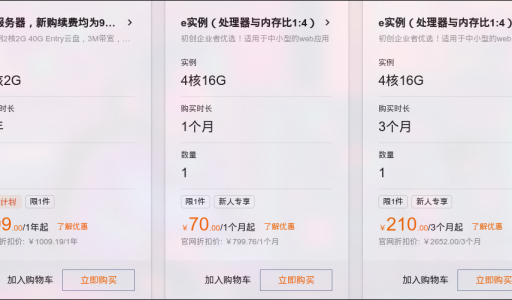 服务器，新购续费均为9...
2核2G 40G Entry云盘，3M带宽，
核2G
购买时长
年
数量
1
计划 限1件
9.00/1年起 了解优惠
折扣价: ￥1009.19/1年
加入购物车 立即购买
e实例（处理器与内存比1:4）
初创企业者优选！适用于中小型的web应用
实例
4核16G
购买时长
1个月
数量
1
限1件 新人专享
￥70.00/1个月起 了解优惠
官网折扣价: ￥799.76/1个月
加入购物车 立即购买
e实例（处理器与内存比1:4）
初创企业者优选！适用于中小型的we
实例
4核16G
购买时长
3个月
数量
1
限1件 新人专享
￥210.00/3个月起 了解优惠
官网折扣价: ￥2652.00/3个月
加入购物车 立即购买